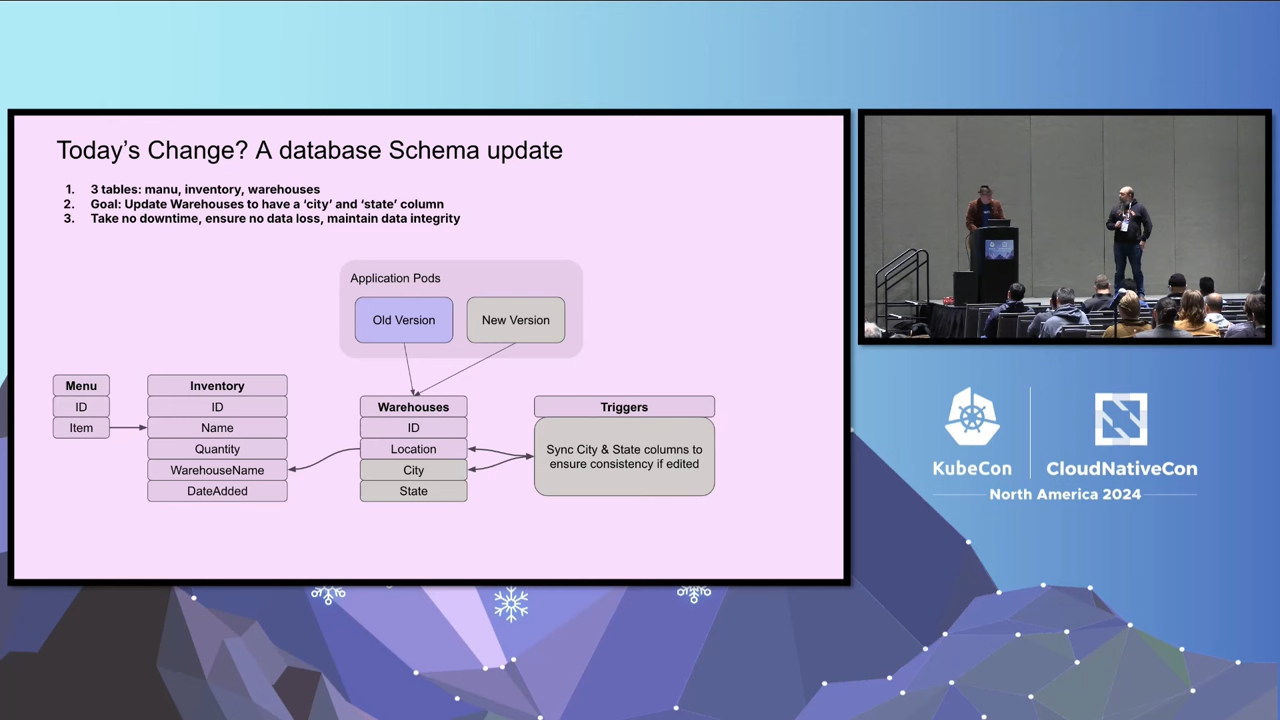 Today's Change? A database Schema update
1. 3 tables: manu, inventory, warehouses
2. Goal: Update Warehouses to have a 'city' and 'state' column
3. Take no downtime, ensure no data loss, maintain data integrity
Application Pods
Old Version
New Version
Menu
ID
Item
Inventory
ID
Name
Quantity
WarehouseName
DateAdded
Warehouses
ID
Location
City
State
Triggers
Sync City & State columns to
ensure consistency if edited
KubeCon
CloudNativeCon
North America 2024